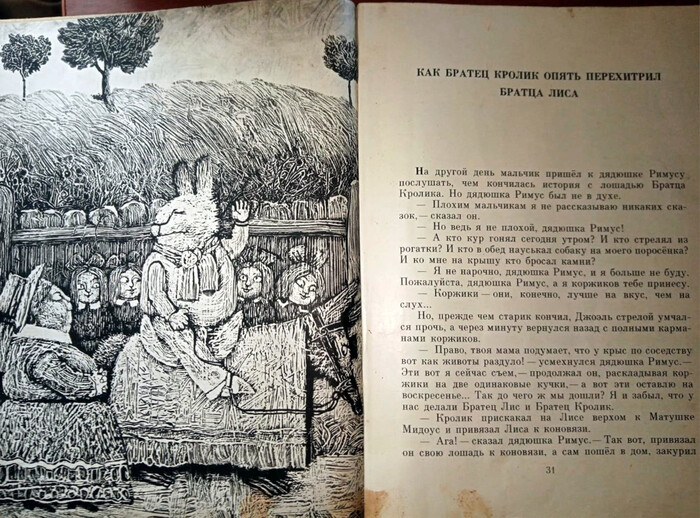 КАК БРАТЕЦ КРОЛИК ОПЯТЬ ПЕРЕХИТРИЛ
БРАТЦА ЛИСА
На другой день мальчик пришёл к дядюшке Римусу
послушать, чем кончилась история с лошадью Братца
Кролика. Но дядюшка Римус был не в духе.
— Плохим мальчикам я не рассказываю никаких ска-
зок,— сказал он.
— Но ведь я не плохой, дядюшка Римус!
— А кто кур гонял сегодня утром? И кто стрелял из
рогатки? И кто в обед науськал собаку на моего поросёнка?
И ко мне на крышу кто бросал камни?
— Я не нарочно, дядюшка Римус, и я больше не буду.
Пожалуйста, дядюшка Римус, а я коржиков тебе принесу.
— Коржики — они, конечно, лучше на вкус, чем на
слух...
Но, прежде чем старик кончил, Джоэль стрелой умчал-
ся прочь, а через минуту вернулся назад с полными карма-
нами коржиков.
— Право, твоя мама подумает, что у крыс по соседству
вот как животы раздуло! — усмехнулся дядюшка Римус.—
Эти вот я сейчас съем,— продолжал он, раскладывая кор-
жики на две одинаковые кучки,— а вот эти оставлю на
воскресенье... Так до чего ж мы дошли? Я и забыл, что у
нас делали Братец Лис и Братец Кролик.
— Кролик прискакал на Лисе верхом к Матушке
Мидоус и привязал Лиса к коновязи.
— Ага! — сказал дядюшка Римус.— Так вот, привязал
он свою лошадь к коновязи, а сам пошёл в дом, закурил
31